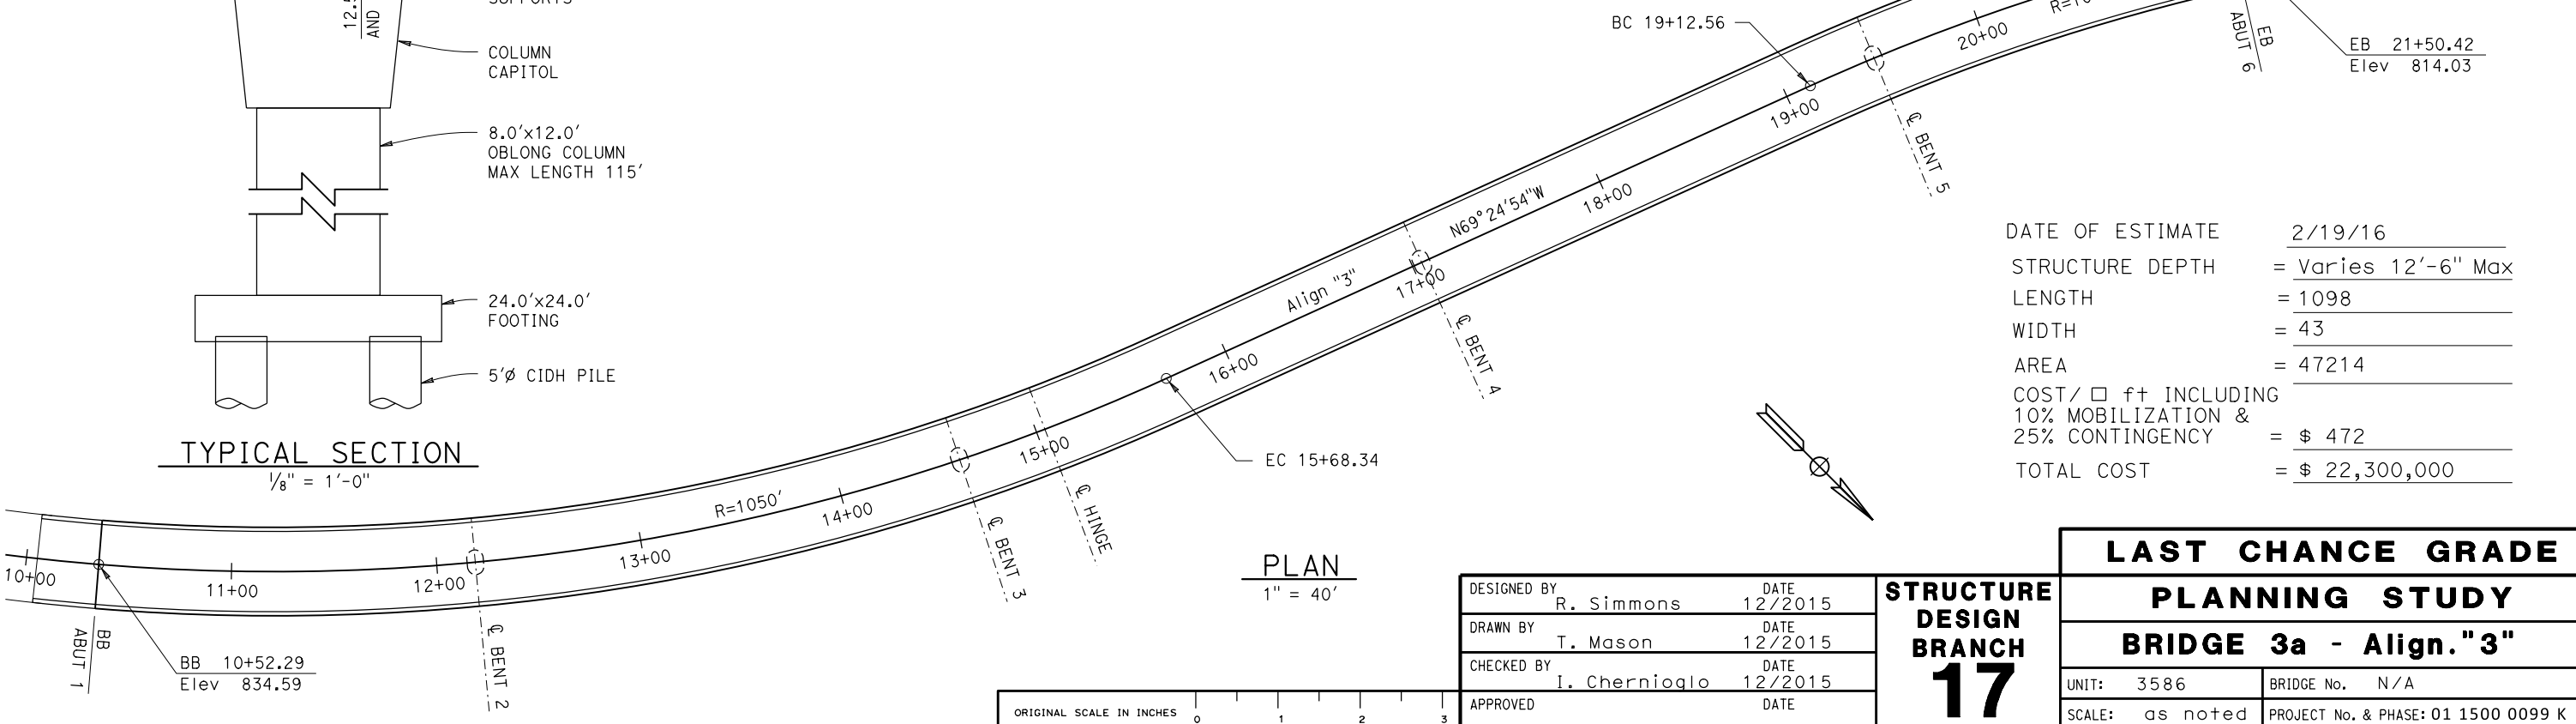 12.5
AND
COLUMN
CAPITOL
8.0'x12.0'
OBLONG COLUMN
MAX LENGTH 115'
24.0'x24.0'
FOOTING
5'Ø CIDH PILE
TYPICAL SECTION
1/8" = 1'-0"
BC 19+12.56
20+00
EB
ABUT 6
EB 21+50.42
Elev 814.03
19+00
℄ BENT 5
18+00
N69°24'54"W
Align "3"
17+00
℄ BENT 4
16+00
EC 15+68.34
15+00
℄ HINGE
℄ BENT 3
R=1050'
14+00
13+00
12+00
℄ BENT 2
11+00
10+00
BB
ABUT 1
BB 10+52.29
Elev 834.59
PLAN
1" = 40'
DATE OF ESTIMATE 2/19/16
STRUCTURE DEPTH = Varies 12'-6" Max
LENGTH = 1098
WIDTH = 43
AREA = 47214
COST/ □ ft INCLUDING
10% MOBILIZATION &
25% CONTINGENCY = $ 472
TOTAL COST = $ 22,300,000
ORIGINAL SCALE IN INCHES 0 1 2 3
DESIGNED BY R. Simmons DATE 12/2015
DRAWN BY T. Mason DATE 12/2015
CHECKED BY I. Chernioglo DATE 12/2015
APPROVED DATE
STRUCTURE
DESIGN
BRANCH
17
LAST CHANCE GRADE
PLANNING STUDY
BRIDGE 3a - Align."3"
UNIT: 3586
BRIDGE No. N/A
SCALE: as noted
PROJECT No. & PHASE: 01 1500 0099 K